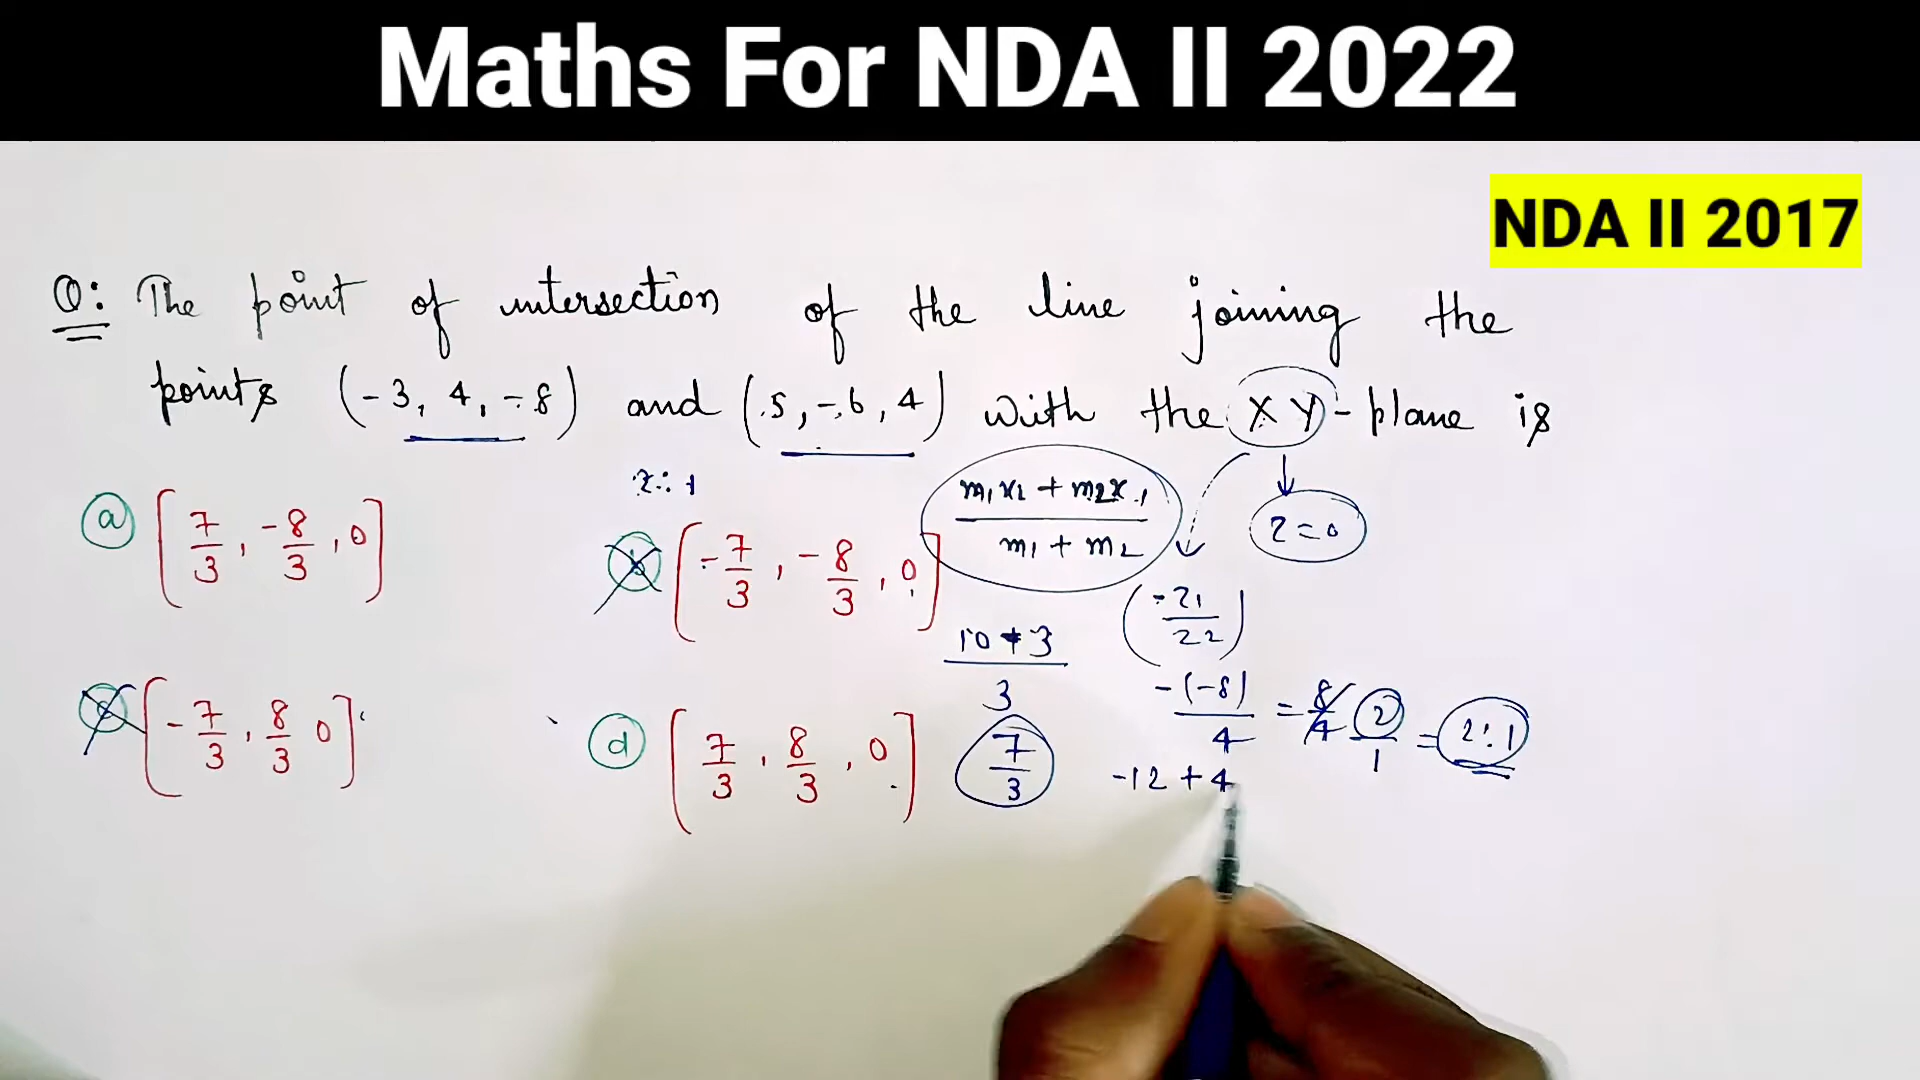 Maths For NDA II 2022
NDA II 2017
Q: The point of intersection of the line joining the
points (-3, 4, -8) and (5, -6, 4) with the XY-plane is
2:1
(m1x2 + m2x1)/(m1 + m2)
z=0
(a) [7/3, -8/3, 0]
(b) [-7/3, -8/3, 0]
(-z1/z2)
(10-3)/3
-(-8)/4 = 8/4 2/1 = 2:1
(c) [-7/3, 8/3 0]
(d) [7/3, 8/3, 0]
7/3
-12 + 4